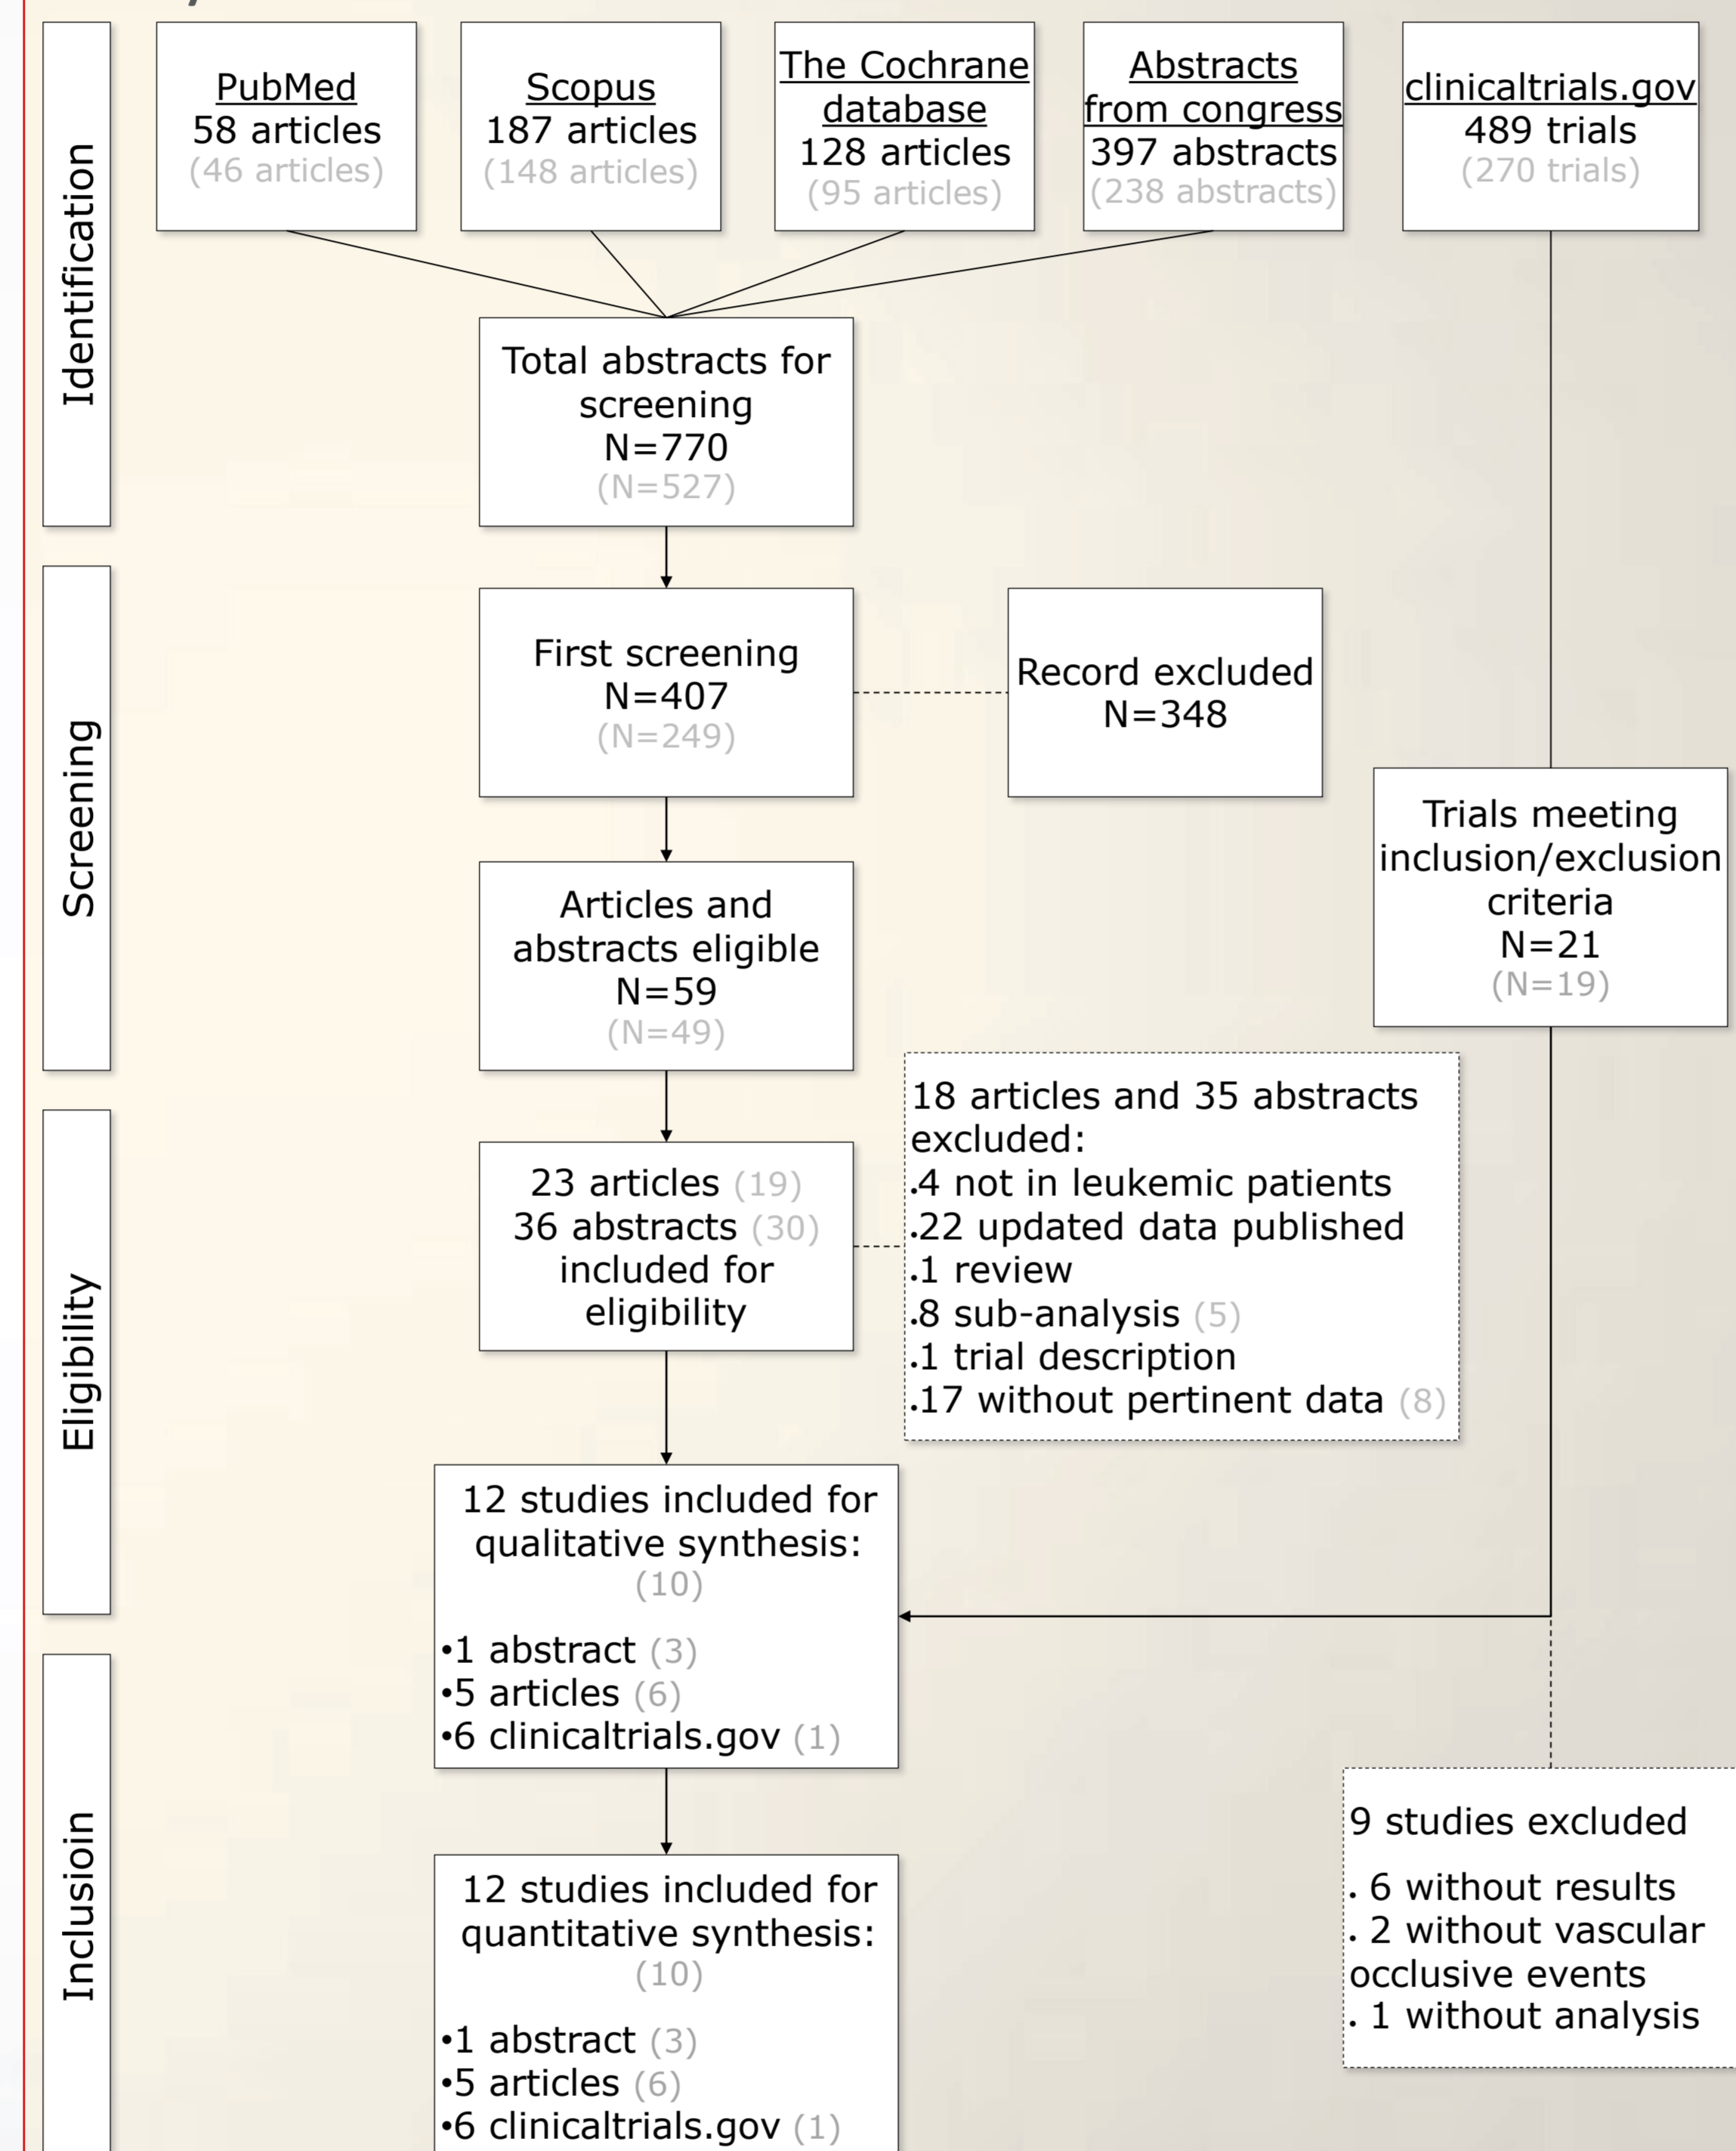 Identification
PubMed
58 articles
(46 articles)
Scopus
187 articles
(148 articles)
The Cochrane
database
128 articles
(95 articles)
Abstracts
from congress
397 abstracts
(238 abstracts)
clinicaltrials.gov
489 trials
(270 trials)
Total abstracts for
screening
N=770
(N=527)
Screening
First screening
N=407
(N=249)
Record excluded
N=348
Trials meeting
inclusion/exclusion
criteria
N=21
(N=19)
Articles and
abstracts eligible
N=59
(N=49)
Eligibility
23 articles (19)
36 abstracts (30)
included for
eligibility
18 articles and 35 abstracts
excluded:
.4 not in leukemic patients
.22 updated data published
.1 review
.8 sub-analysis (5)
.1 trial description
.17 without pertinent data (8)
12 studies included for
qualitative synthesis:
(10)
•1 abstract (3)
•5 articles (6)
•6 clinicaltrials.gov (1)
Inclusioin
12 studies included for
quantitative synthesis:
(10)
•1 abstract (3)
•5 articles (6)
•6 clinicaltrials.gov (1)
9 studies excluded
. 6 without results
. 2 without vascular
occlusive events
. 1 without analysis